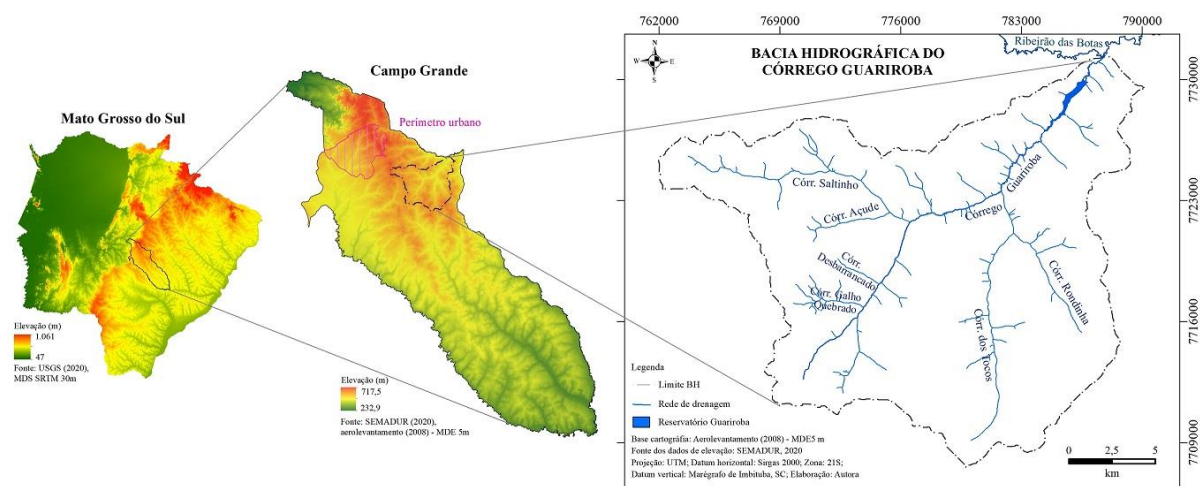 Mato Grosso do Sul
Elevação (m)
1.061
47
Fonte: USGS (2020),
MDS SRTM 30m
Campo Grande
Perímetro urbano
Elevação (m)
717,5
232,9
Fonte: SEMADUR (2020),
aerolevantamento (2008) - MDE 5m
762000
769000
776000
783000
790000
Ribeirão das Botas
N
W
E
S
BACIA HIDROGRÁFICA DO
CÓRREGO GUARIROBA
7730000
7723000
7716000
7709000
Córr. Saltinho
Córr. Açude
Córrego
Guariroba
Córr.
Desbarrancado
Córr. Galho
Quebrado
Córr. dos Tocos
Córr. Rondinha
Legenda
Limite BH
Rede de drenagem
Reservatório Guariroba
Base cartográfia: Aerolevantamento (2008) - MDE5 m
Fonte dos dados de elevação: SEMADUR, 2020
Projeção: UTM; Datum horizontal: Sirgas 2000; Zona: 21S;
Datum vertical: Marégrafo de Imbituba, SC; Elaboração: Autora
0
2,5
5
km